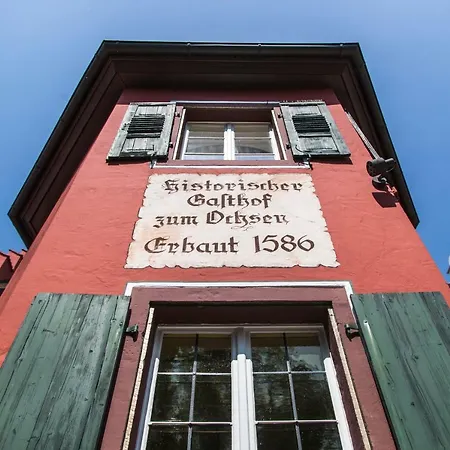 Historischer
Gasthof
zum Ochsen
Erbaut 1586